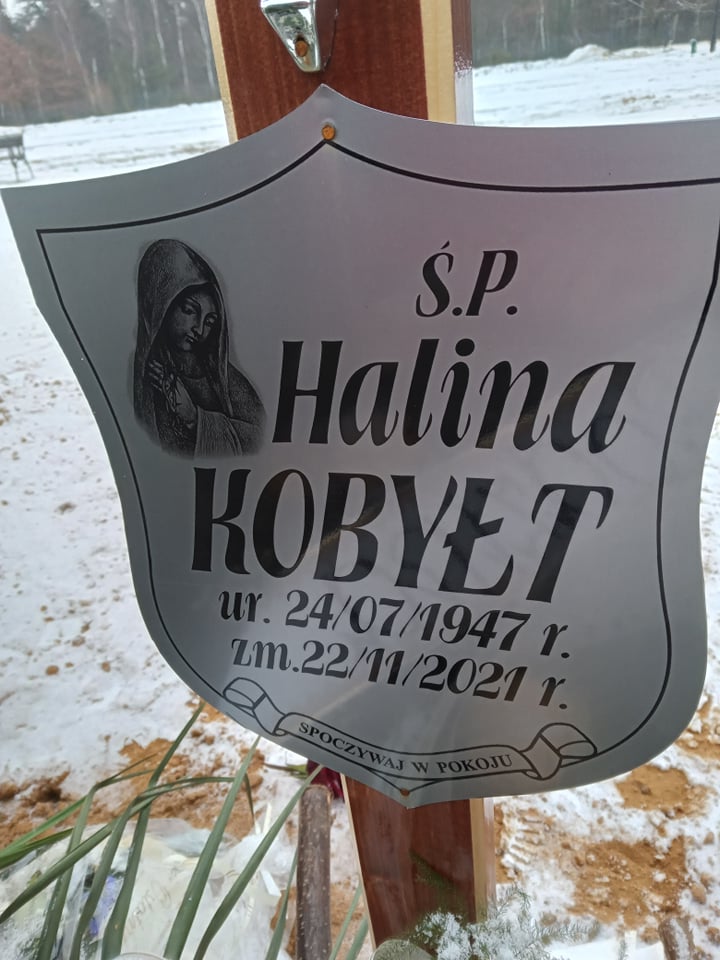 Ś.P.
Halina
KOBYŁT
ur. 24/07/1947 r.
zm.22/11/2021 r.
SPOCZYWAJ W POKOJU